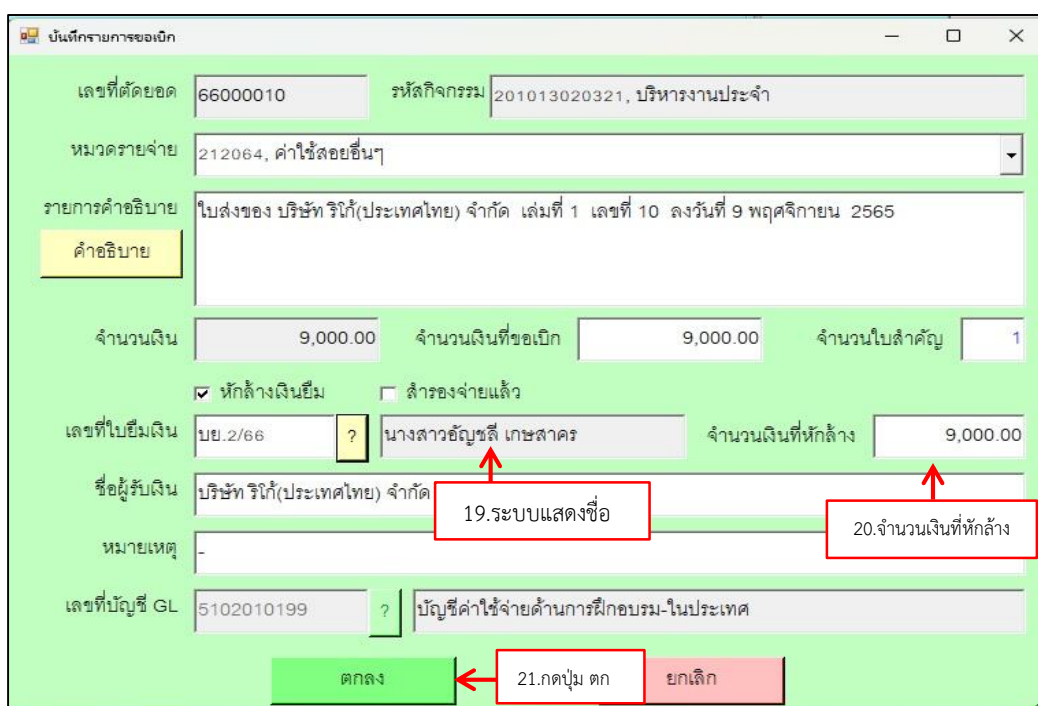 บันทึกรายการขอเบิก
เลขที่ตัดยอด 66000010 รหัสกิจกรรม 201013020321, บริหารงานประจำ
หมวดรายจ่าย 212064, ค่าใช้สอยอื่นๆ
รายการคำอธิบาย ใบส่งของ บริษัท ริโก้(ประเทศไทย) จำกัด เล่มที่ 1 เลขที่ 10 ลงวันที่ 9 พฤศจิกายน 2565
คำอธิบาย
จำนวนเงิน 9,000.00 จำนวนเงินที่ขอเบิก 9,000.00 จำนวนใบสำคัญ 1
หักล้างเงินยืม สำรองจ่ายแล้ว
เลขที่ใบยืมเงิน บย.2/66 ? นางสาวอัญชลี เกษสาคร จำนวนเงินที่หักล้าง 9,000.00
ชื่อผู้รับเงิน บริษัท ริโก้(ประเทศไทย) จำกัด
19.ระบบแสดงชื่อ
20.จำนวนเงินที่หักล้าง
หมายเหตุ -
เลขที่บัญชี GL 5102010199 ? บัญชีค่าใช้จ่ายด้านการฝึกอบรม-ในประเทศ
ตกลง 21.กดปุ่ม ตก ยกเลิก